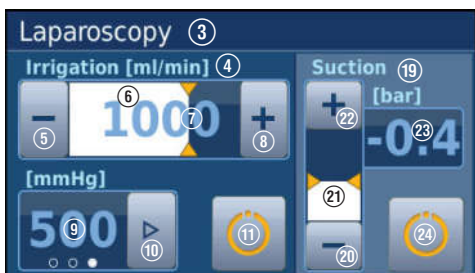 Laparoscopy ③
Irrigation [ml/min] ④
Suction ⑲
[bar]
⑤ − ⑥ 1000 ⑦ + ⑧
+ ㉒
-0.4 ㉓
[mmHg]
㉑
500 ⑨ ⑩
⑪
− ⑳
㉔